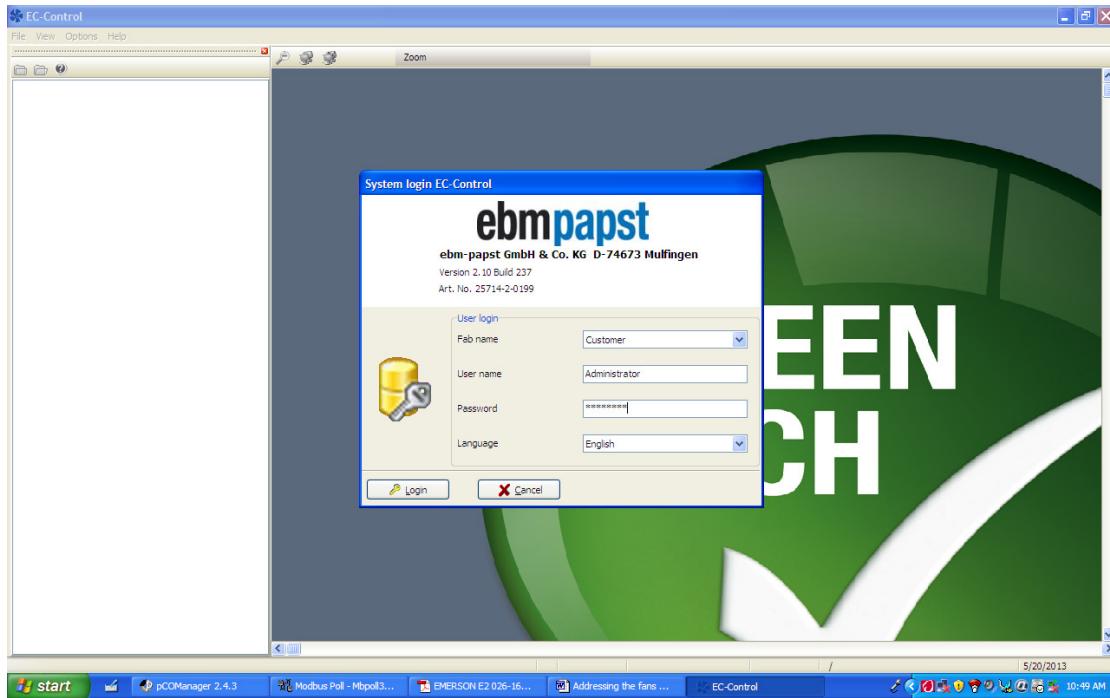 EC-Control
File View Options Help
Zoom
System login EC-Control
ebmpapst
ebm-papst GmbH & Co. KG D-74673 Mulfingen
Version 2.10 Build 237
Art. No. 25714-2-0199
User login
Fab name
Customer
User name
Administrator
Password
********
Language
English
Login
Cancel
EEN
CH
/
5/20/2013
start
pCOManager 2.4.3
Modbus Poll - Mbpoll3...
EMERSON E2 026-16...
Addressing the fans ...
EC-Control
10:49 AM